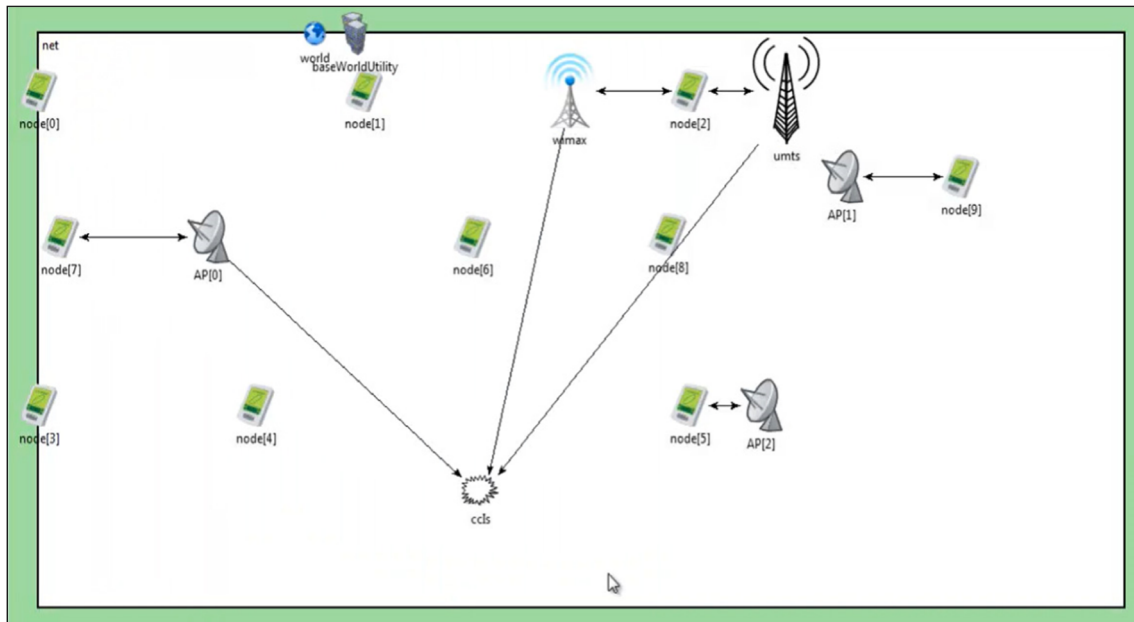 net
world
baseWorldUtility
node[0]
node[1]
wimax
node[2]
umts
AP[1]
node[9]
node[7]
AP[0]
node[6]
node[8]
node[3]
node[4]
node[5]
AP[2]
ccls